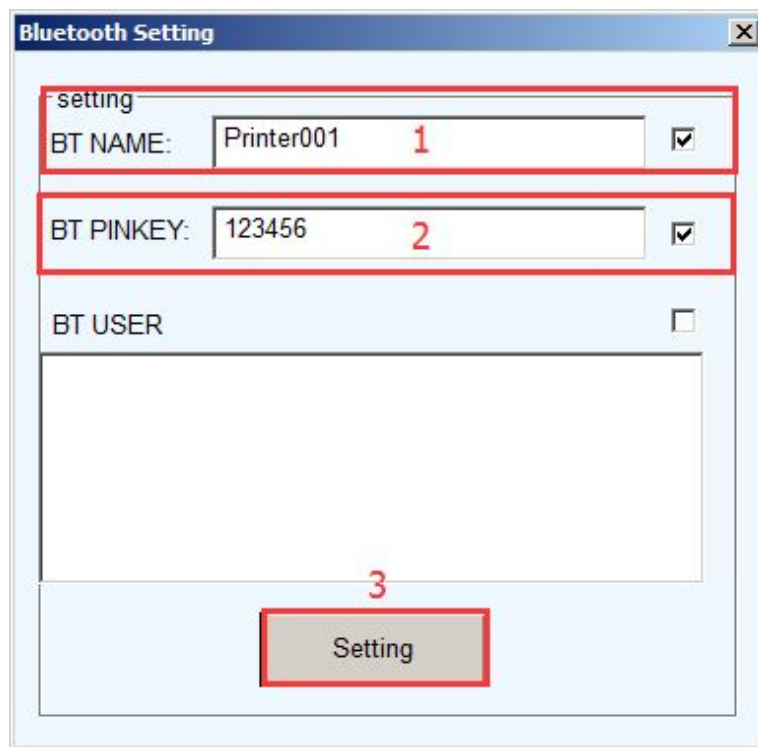 Bluetooth Setting
setting
BT NAME: Printer001 1
BT PINKEY: 123456 2
BT USER
3
Setting